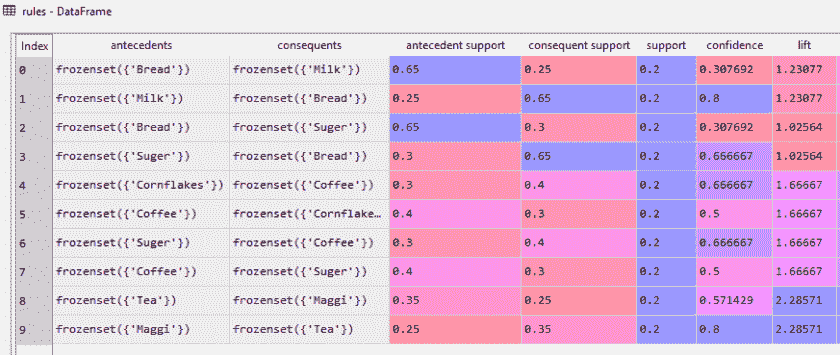 rules - DataFrame
Index antecedents consequents antecedent support consequent support support confidence lift
0 frozenset({'Bread'}) frozenset({'Milk'}) 0.65 0.25 0.2 0.307692 1.23077
1 frozenset({'Milk'}) frozenset({'Bread'}) 0.25 0.65 0.2 0.8 1.23077
2 frozenset({'Bread'}) frozenset({'Suger'}) 0.65 0.3 0.2 0.307692 1.02564
3 frozenset({'Suger'}) frozenset({'Bread'}) 0.3 0.65 0.2 0.666667 1.02564
4 frozenset({'Cornflakes'}) frozenset({'Coffee'}) 0.3 0.4 0.2 0.666667 1.66667
5 frozenset({'Coffee'}) frozenset({'Cornflake… 0.4 0.3 0.2 0.5 1.66667
6 frozenset({'Suger'}) frozenset({'Coffee'}) 0.3 0.4 0.2 0.666667 1.66667
7 frozenset({'Coffee'}) frozenset({'Suger'}) 0.4 0.3 0.2 0.5 1.66667
8 frozenset({'Tea'}) frozenset({'Maggi'}) 0.35 0.25 0.2 0.571429 2.28571
9 frozenset({'Maggi'}) frozenset({'Tea'}) 0.25 0.35 0.2 0.8 2.28571